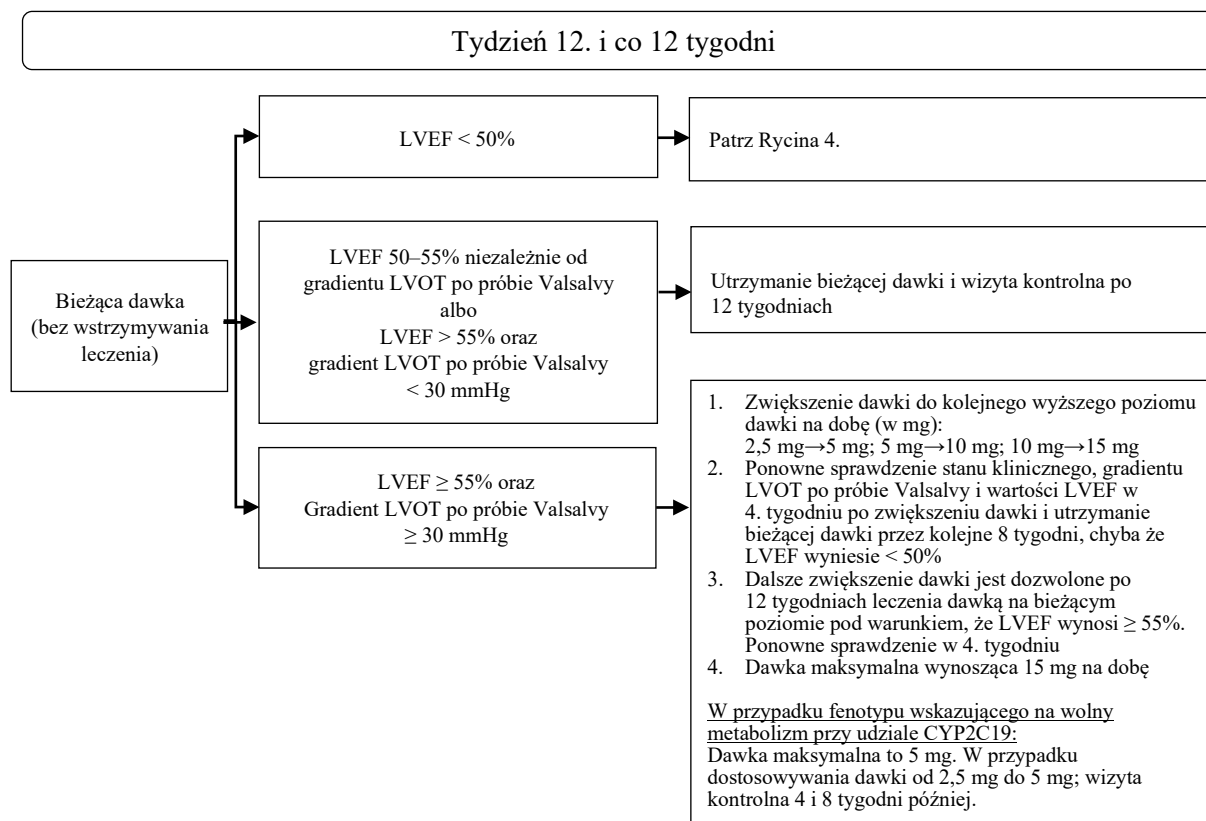 Tydzień 12. i co 12 tygodni
LVEF < 50%
Patrz Rycina 4.
Bieżąca dawka
(bez wstrzymywania
leczenia)
LVEF 50–55% niezależnie od
gradientu LVOT po próbie Valsalvy
albo
LVEF > 55% oraz
gradient LVOT po próbie Valsalvy
< 30 mmHg
Utrzymanie bieżącej dawki i wizyta kontrolna po
12 tygodniach
LVEF ≥ 55% oraz
Gradient LVOT po próbie Valsalvy
≥ 30 mmHg
1. Zwiększenie dawki do kolejnego wyższego poziomu
dawki na dobę (w mg):
2,5 mg→5 mg; 5 mg→10 mg; 10 mg→15 mg
2. Ponowne sprawdzenie stanu klinicznego, gradientu
LVOT po próbie Valsalvy i wartości LVEF w
4. tygodniu po zwiększeniu dawki i utrzymanie
bieżącej dawki przez kolejne 8 tygodni, chyba że
LVEF wyniesie < 50%
3. Dalsze zwiększenie dawki jest dozwolone po
12 tygodniach leczenia dawką na bieżącym
poziomie pod warunkiem, że LVEF wynosi ≥ 55%.
Ponowne sprawdzenie w 4. tygodniu
4. Dawka maksymalna wynosząca 15 mg na dobę
W przypadku fenotypu wskazującego na wolny
metabolizm przy udziale CYP2C19:
Dawka maksymalna to 5 mg. W przypadku
dostosowywania dawki od 2,5 mg do 5 mg; wizyta
kontrolna 4 i 8 tygodni później.